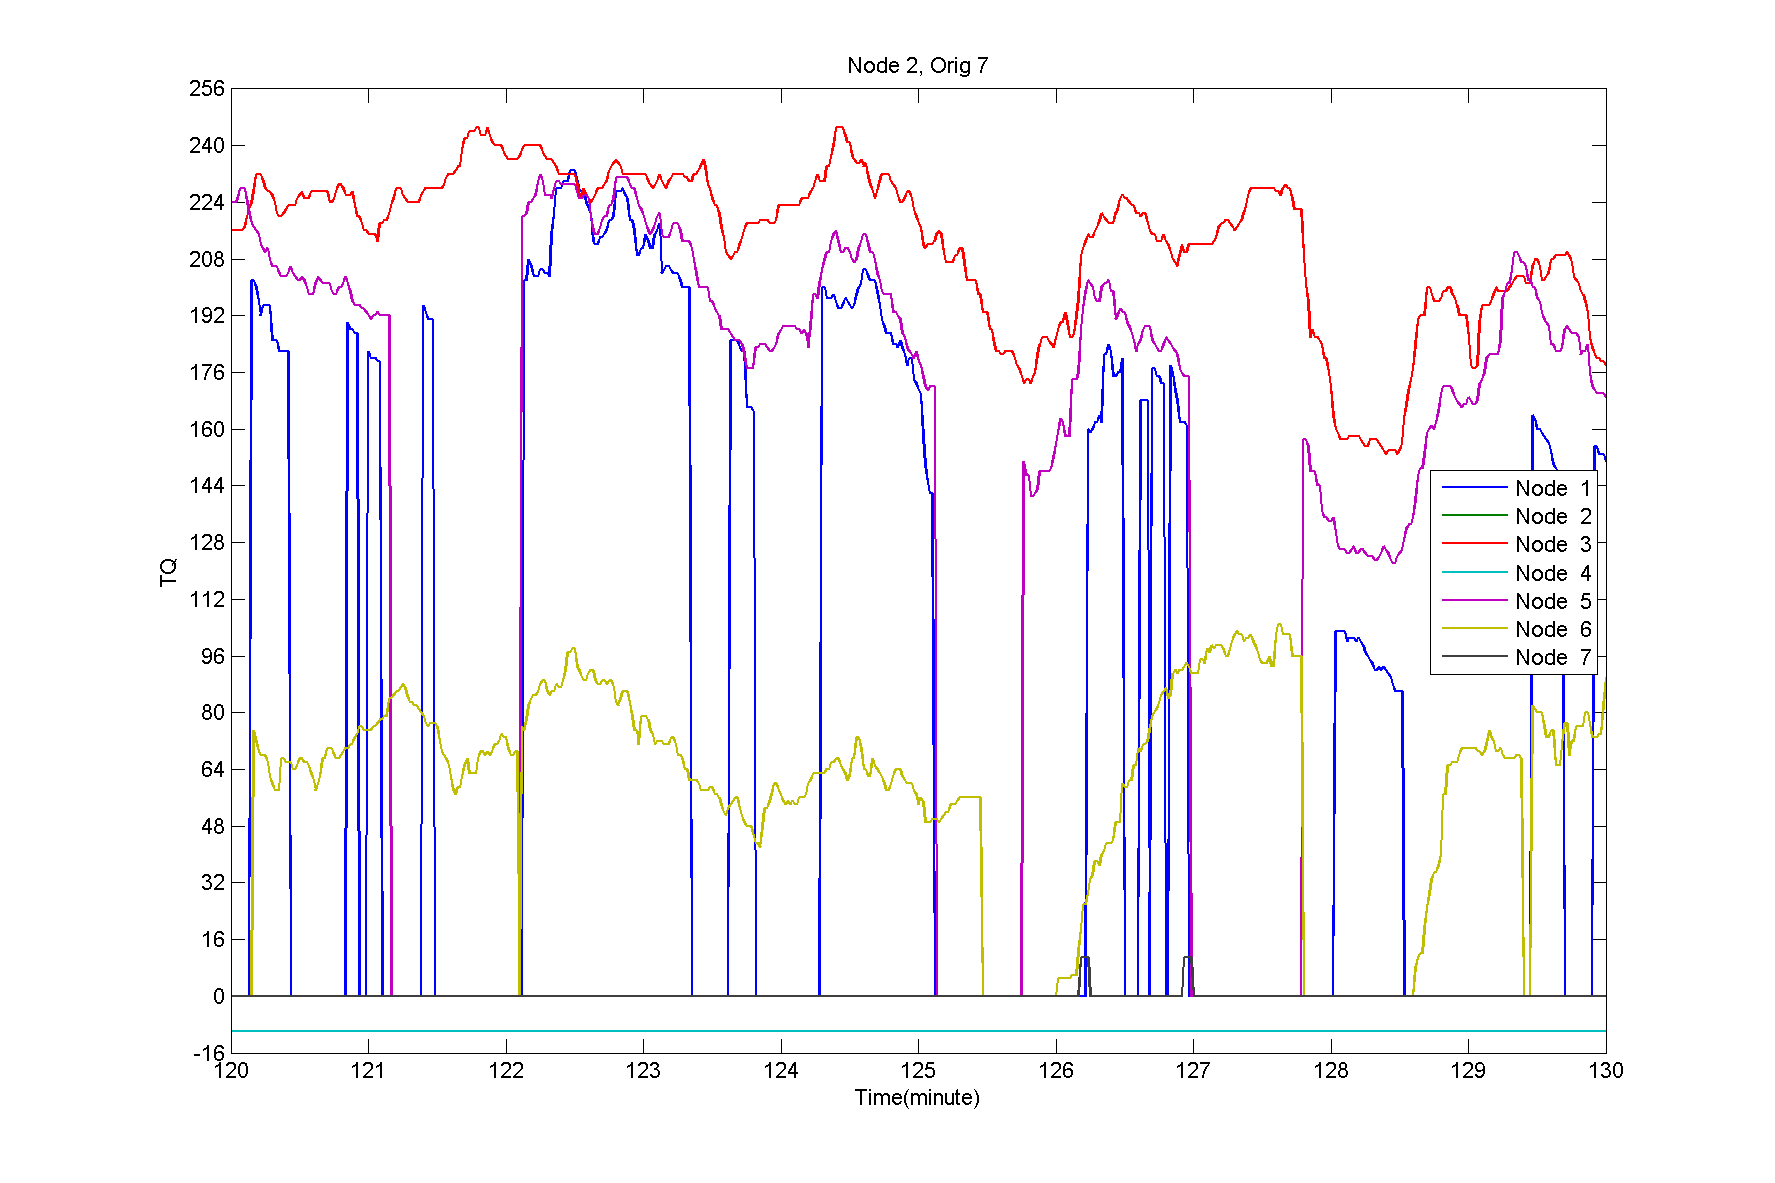 Node 2, Orig 7
256
240
224
208
192
176
160
144
128
112
96
80
64
48
32
16
0
-16
TQ
120 121 122 123 124 125 126 127 128 129 130
Time(minute)
Node 1
Node 2
Node 3
Node 4
Node 5
Node 6
Node 7